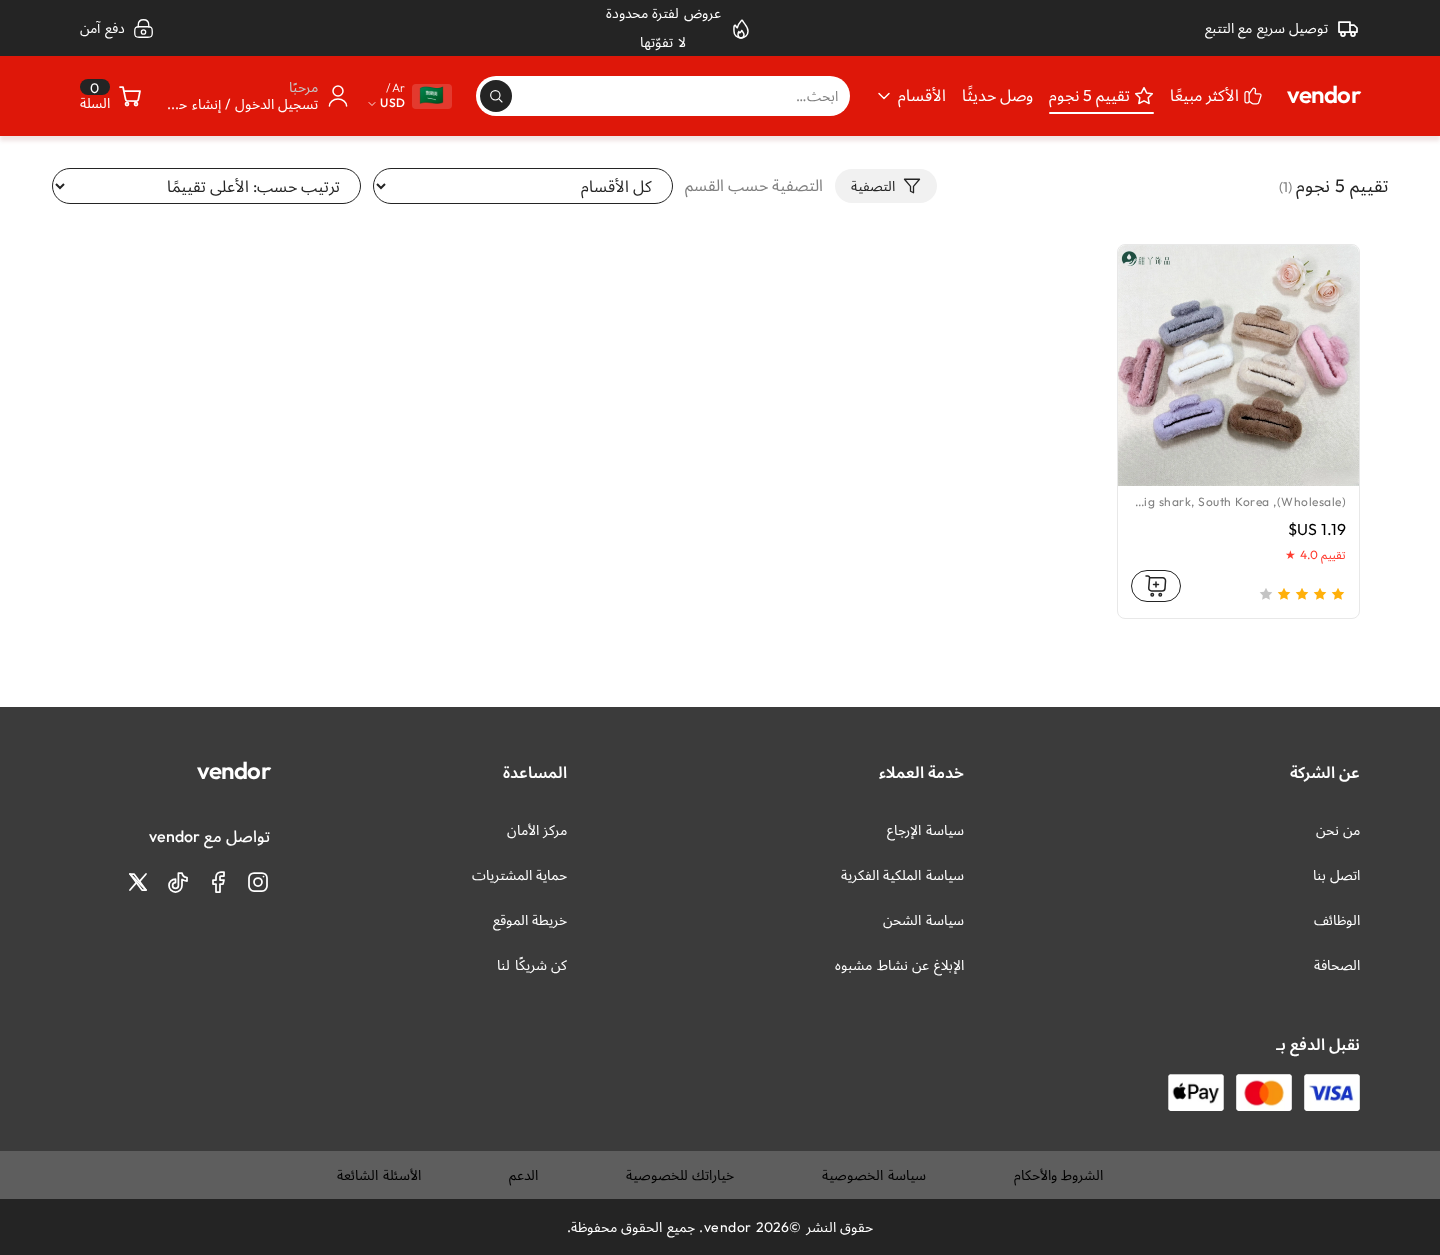 توصيل سريع مع التتبع
عروض لفترة محدودة
لا تفوّتها
دفع آمن
vendor
الأكثر مبيعًا
تقييم 5 نجوم
وصل حديثًا
الأقسام
ابحث...
Ar /
USD
مرحبًا
تسجيل الدخول / إنشاء حـ...
0
السلة
تقييم 5 نجوم (1)
التصفية
التصفية حسب القسم
كل الأقسام
ترتيب حسب: الأعلى تقييمًا
(Wholesale), ig shark, South Korea...
$US 1.19
تقييم 4.0 ★
عن الشركة
من نحن
اتصل بنا
الوظائف
الصحافة
خدمة العملاء
سياسة الإرجاع
سياسة الملكية الفكرية
سياسة الشحن
الإبلاغ عن نشاط مشبوه
المساعدة
مركز الأمان
حماية المشتريات
خريطة الموقع
كن شريكًا لنا
vendor
تواصل مع vendor
نقبل الدفع بـ
VISA
Pay
الشروط والأحكام
سياسة الخصوصية
خياراتك للخصوصية
الدعم
الأسئلة الشائعة
حقوق النشر ©2026 vendor. جميع الحقوق محفوظة.